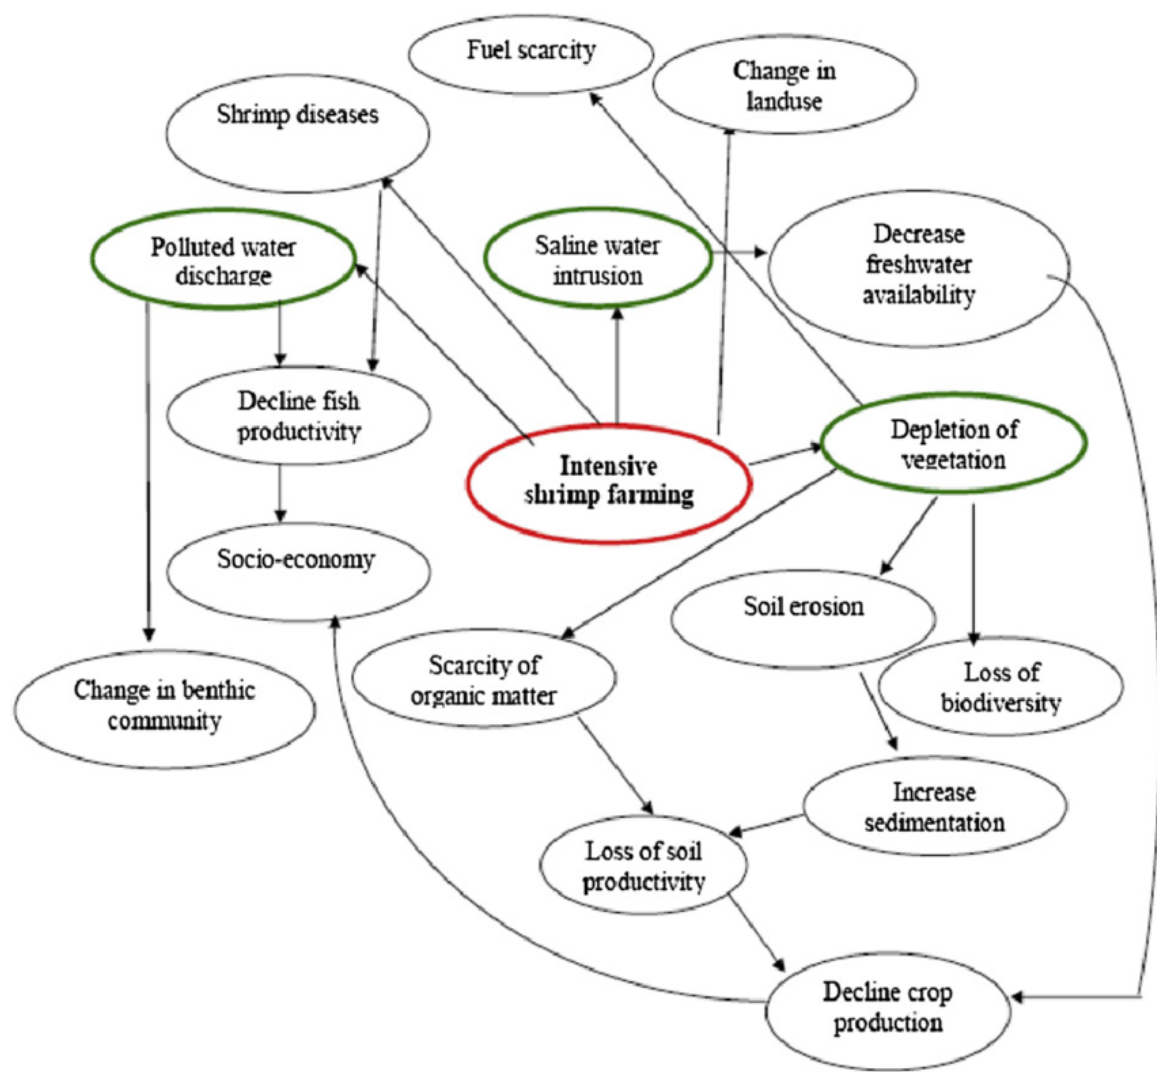 Fuel scarcity
Change in
landuse
Shrimp diseases
Polluted water
discharge
Saline water
intrusion
Decrease
freshwater
availability
Decline fish
productivity
Depletion of
vegetation
Intensive
shrimp farming
Socio-economy
Soil erosion
Scarcity of
organic matter
Loss of
biodiversity
Change in benthic
community
Increase
sedimentation
Loss of soil
productivity
Decline crop
production